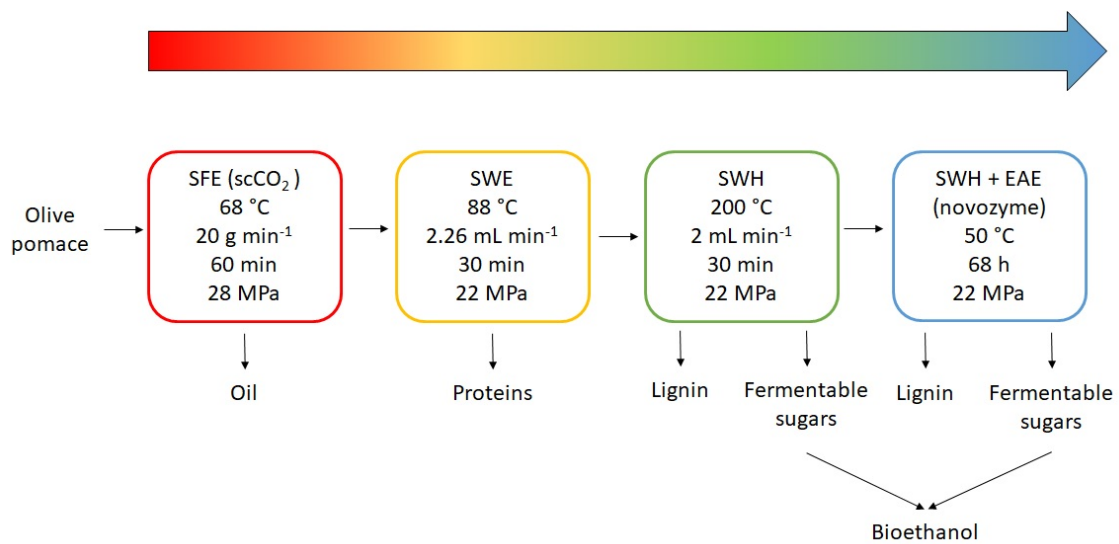 Olive
pomace
SFE (scCO₂ )
68 °C
20 g min⁻¹
60 min
28 MPa
SWE
88 °C
2.26 mL min⁻¹
30 min
22 MPa
SWH
200 °C
2 mL min⁻¹
30 min
22 MPa
SWH + EAE
(novozyme)
50 °C
68 h
22 MPa
Oil
Proteins
Lignin
Fermentable
sugars
Lignin
Fermentable
sugars
Bioethanol